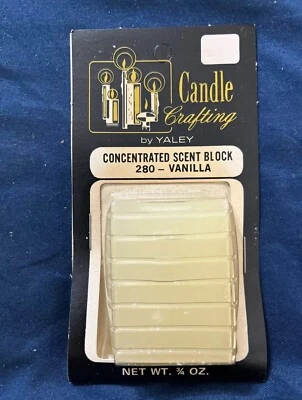 Candle
Crafting
by YALEY
CONCENTRATED SCENT BLOCK
280 – VANILLA
NET WT. ¾ OZ.